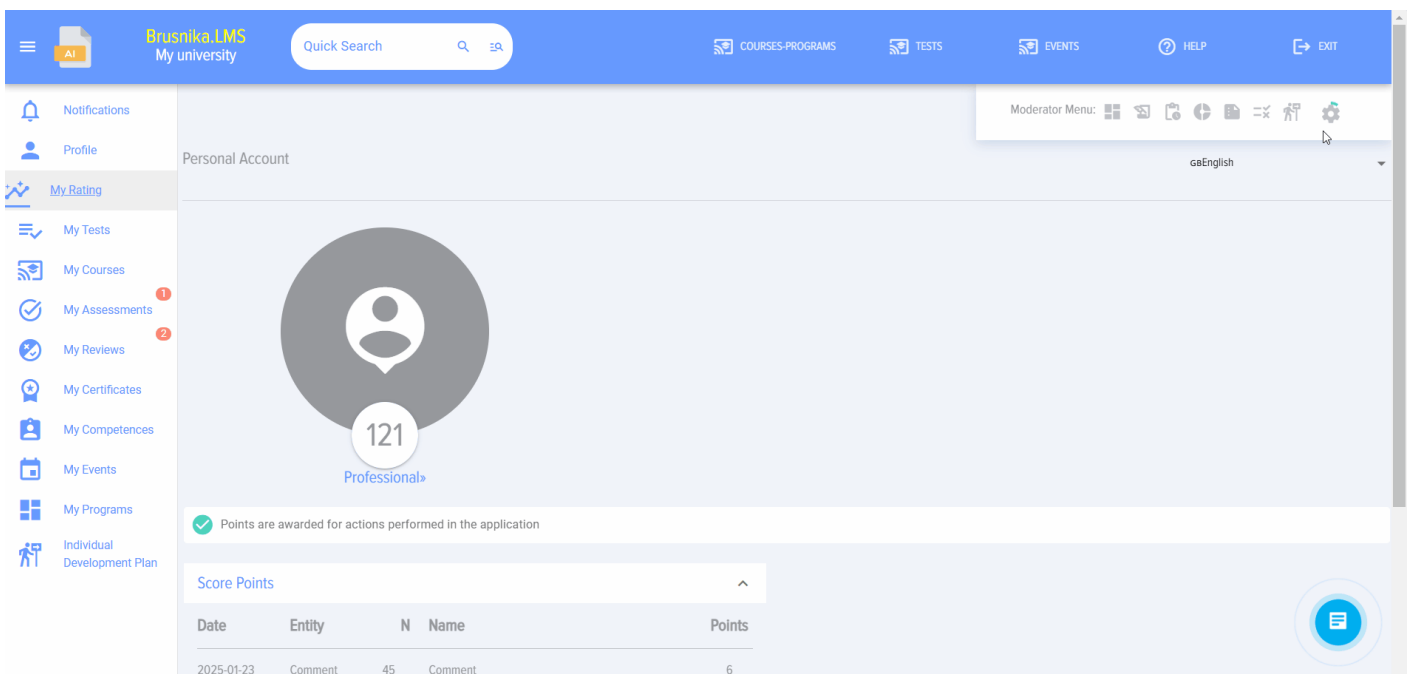 AI
Brusnika.LMS
My university
Quick Search
COURSES-PROGRAMS
TESTS
EVENTS
HELP
EXIT
Moderator Menu:
Notifications
Profile
My Rating
My Tests
My Courses
1
My Assessments
2
My Reviews
My Certificates
My Competences
My Events
My Programs
Individual
Development Plan
Personal Account
GBEnglish
121
Professional»
Points are awarded for actions performed in the application
Score Points
Date Entity N Name Points
2025-01-23 Comment 45 Comment 6